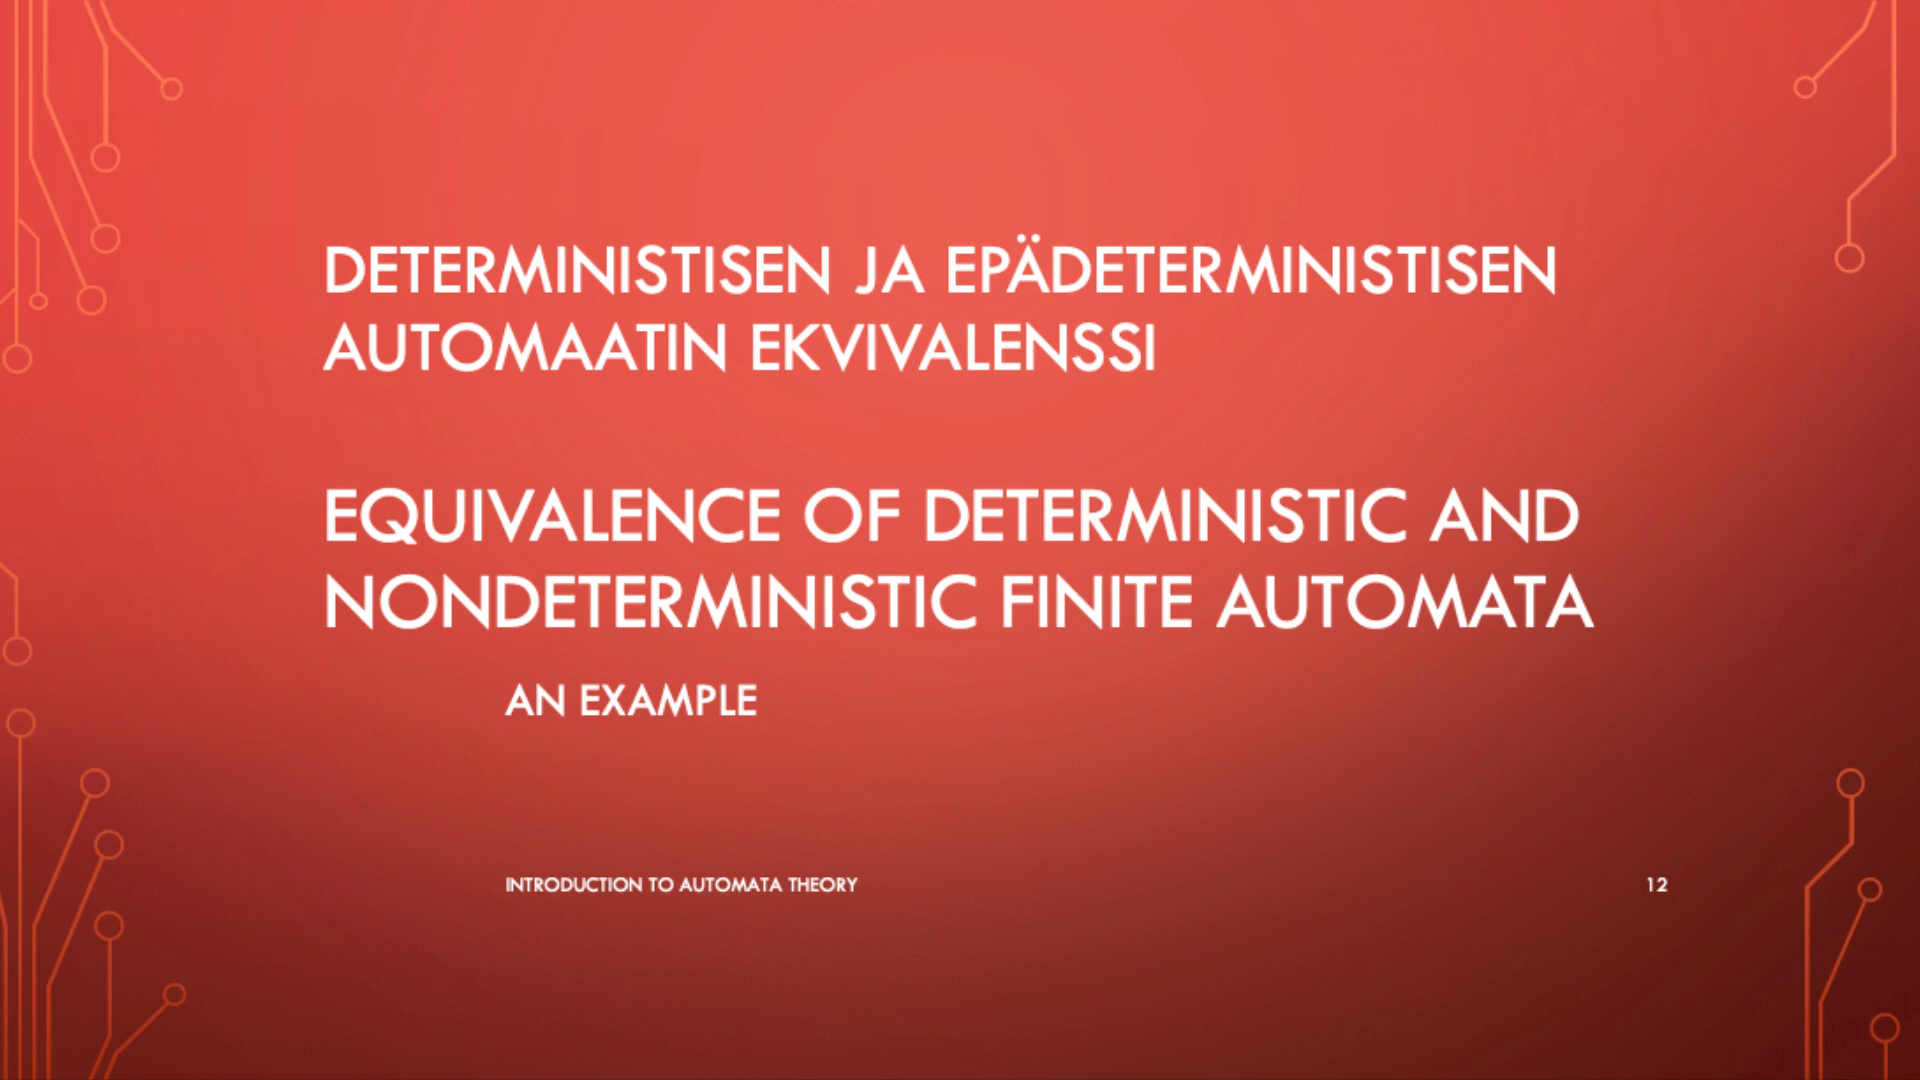 DETERMINISTISEN JA EPÄDETERMINISTISEN
AUTOMAATIN EKVIVALENSSI
EQUIVALENCE OF DETERMINISTIC AND
NONDETERMINISTIC FINITE AUTOMATA
AN EXAMPLE
INTRODUCTION TO AUTOMATA THEORY
12